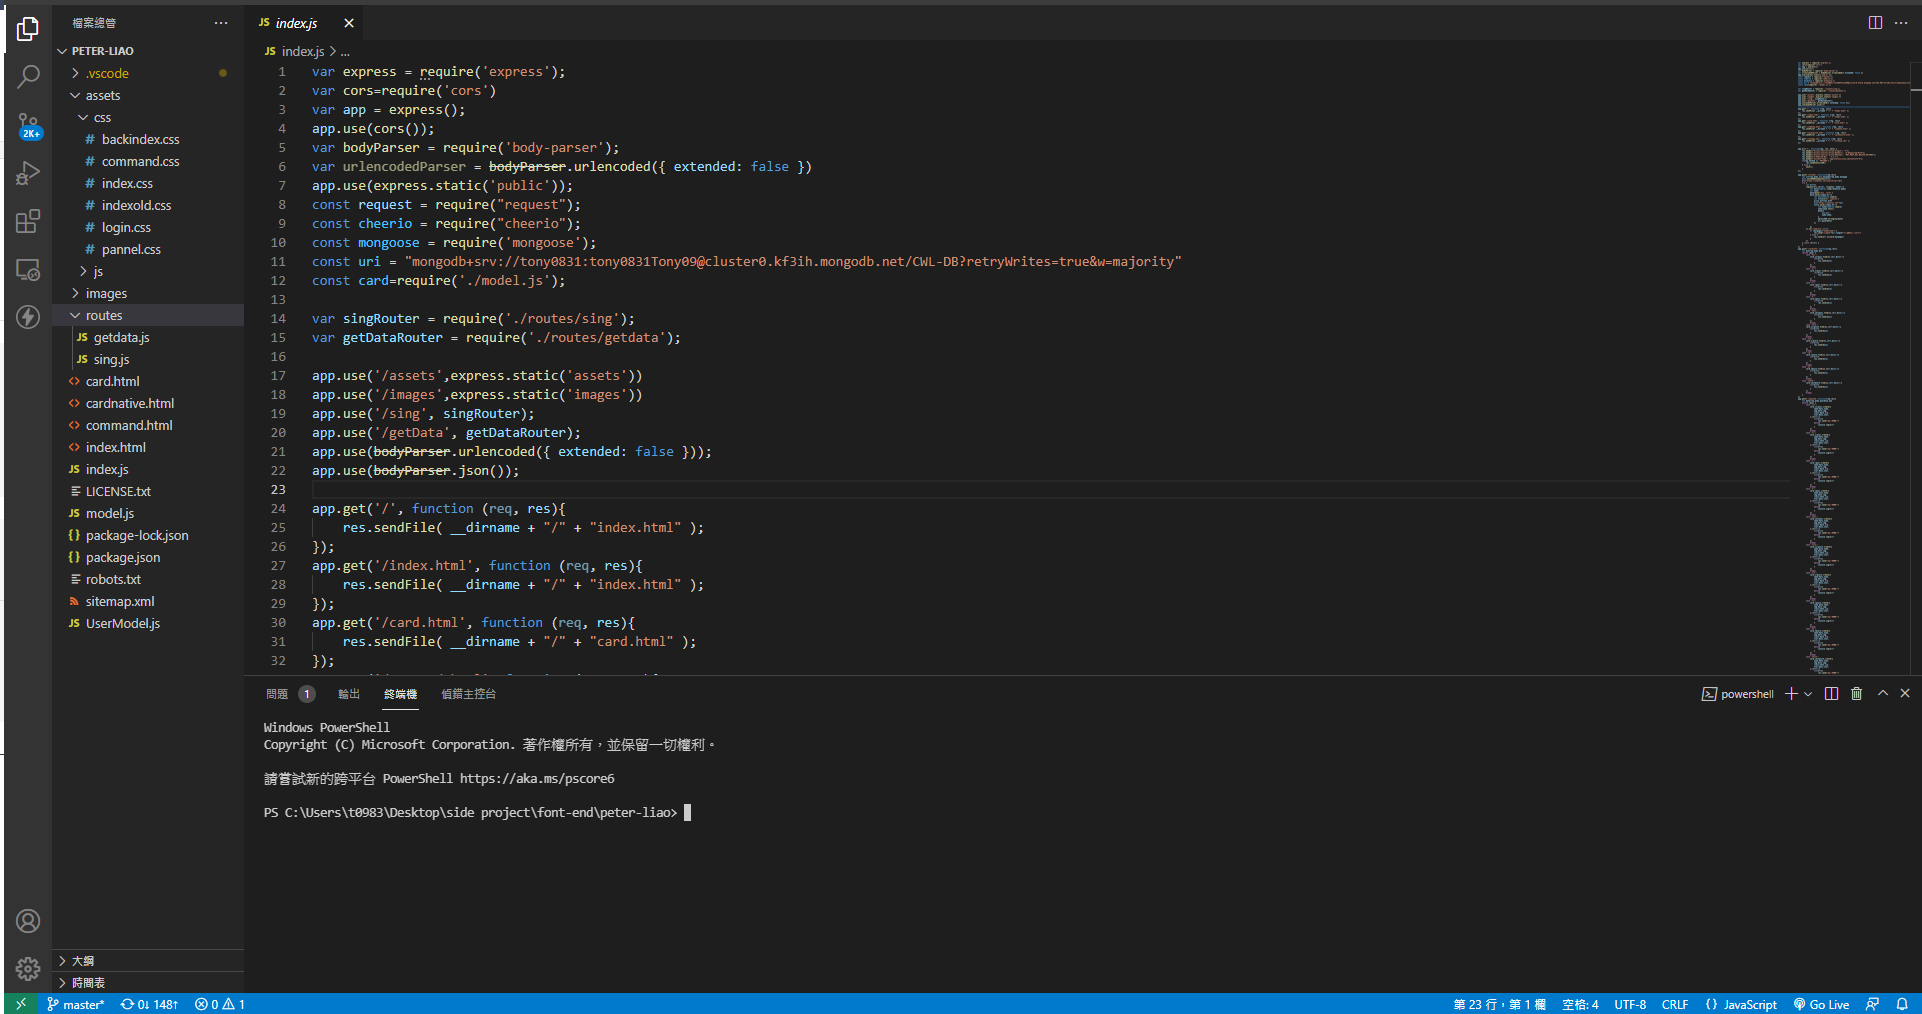 檔案總管
PETER-LIAO
.vscode
assets
css
# backindex.css
# command.css
# index.css
# indexold.css
# login.css
# pannel.css
js
images
routes
JS getdata.js
JS sing.js
<> card.html
<> cardnative.html
<> command.html
<> index.html
JS index.js
LICENSE.txt
JS model.js
{} package-lock.json
{} package.json
robots.txt
sitemap.xml
JS UserModel.js
大綱
時間表
2K+
JS index.js
JS index.js > ...
1 var express = require('express');
2 var cors=require('cors')
3 var app = express();
4 app.use(cors());
5 var bodyParser = require('body-parser');
6 var urlencodedParser = bodyParser.urlencoded({ extended: false })
7 app.use(express.static('public'));
8 const request = require("request");
9 const cheerio = require("cheerio");
10 const mongoose = require('mongoose');
11 const uri = "mongodb+srv://tony0831:tony0831Tony09@cluster0.kf3ih.mongodb.net/CWL-DB?retryWrites=true&w=majority"
12 const card=require('./model.js');
13
14 var singRouter = require('./routes/sing');
15 var getDataRouter = require('./routes/getdata');
16
17 app.use('/assets',express.static('assets'))
18 app.use('/images',express.static('images'))
19 app.use('/sing', singRouter);
20 app.use('/getData', getDataRouter);
21 app.use(bodyParser.urlencoded({ extended: false }));
22 app.use(bodyParser.json());
23
24 app.get('/', function (req, res){
25 res.sendFile( __dirname + "/" + "index.html" );
26 });
27 app.get('/index.html', function (req, res){
28 res.sendFile( __dirname + "/" + "index.html" );
29 });
30 app.get('/card.html', function (req, res){
31 res.sendFile( __dirname + "/" + "card.html" );
32 });
問題 1 輸出 終端機 偵錯主控台
powershell
Windows PowerShell
Copyright (C) Microsoft Corporation. 著作權所有，並保留一切權利。
請嘗試新的跨平台 PowerShell https://aka.ms/pscore6
PS C:\Users\t0983\Desktop\side project\font-end\peter-liao>
master* 0↓ 148↑ 0 1
第 23 行，第 1 欄 空格: 4 UTF-8 CRLF {} JavaScript Go Live